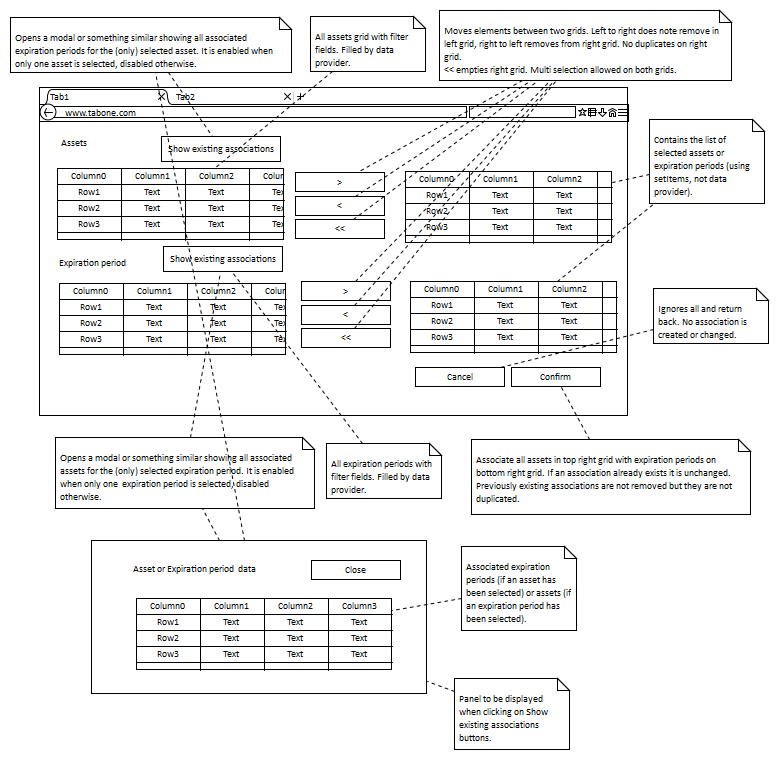 Opens a modal or something similar showing all associated
expiration periods for the (only) selected asset. It is enabled when
only one asset is selected, disabled otherwise.
All assets grid with filter
fields. Filled by data
provider.
Moves elements between two grids. Left to right does note remove in
left grid, right to left removes from right grid. No duplicates on right
grid.
<< empties right grid. Multi selection allowed on both grids.
Tab1 Tab2
www.tabone.com
Assets
Show existing associations
Column0 Column1 Column2 Colur
Row1 Text Text Te
Row2 Text Text Te
Row3 Text Text Te
>
<
<<
Column0 Column1 Column2
Row1 Text Text
Row2 Text Text
Row3 Text Text
Contains the list of
selected assets or
expiration periods (using
setItems, not data
provider).
Expiration period
Show existing associations
Column0 Column1 Column2 Colur
Row1 Text Text Te
Row2 Text Text Te
Row3 Text Text Te
>
<
<<
Column0 Column1 Column2
Row1 Text Text
Row2 Text Text
Row3 Text Text
Ignores all and return
back. No association is
created or changed.
Cancel
Confirm
Opens a modal or something similar showing all associated
assets for the (only) selected expiration period. It is enabled
when only one expiration period is selected, disabled
otherwise.
All expiration periods with
filter fields. Filled by data
provider.
Associate all assets in top right grid with expiration periods on
bottom right grid. If an association already exists it is unchanged.
Previously existing associations are not removed but they are not
duplicated.
Asset or Expiration period data
Close
Column0 Column1 Column2 Column3
Row1 Text Text Text
Row2 Text Text Text
Row3 Text Text Text
Associated expiration
periods (if an asset has
been selected) or assets (if
an expiration period has
been selected).
Panel to be displayed
when clicking on Show
existing associations
buttons.